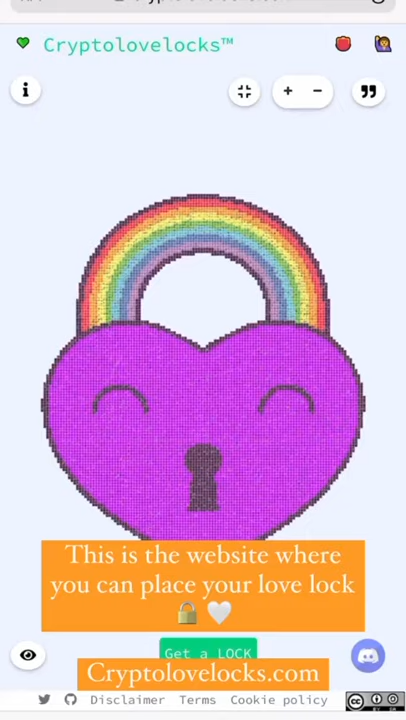 Cryptolovelocks™
This is the website where
you can place your love lock
🔒 🤍
Get a LOCK
Cryptolovelocks.com
Disclaimer Terms Cookie policy